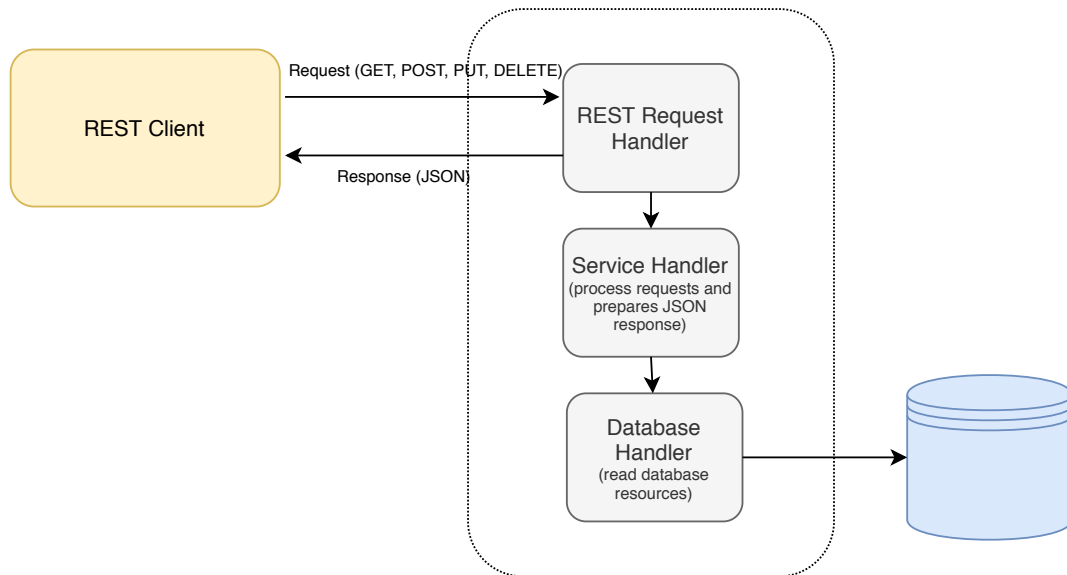 REST Client
Request (GET, POST, PUT, DELETE)
Response (JSON)
REST Request
Handler
Service Handler
(process requests and
prepares JSON
response)
Database
Handler
(read database
resources)